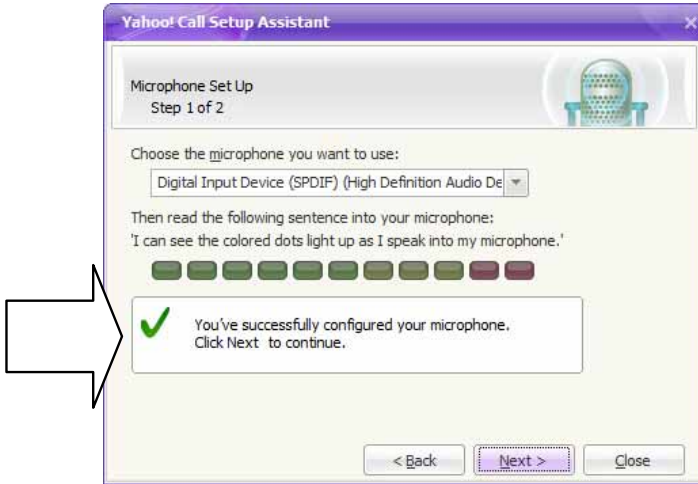 Yahoo! Call Setup Assistant
Microphone Set Up
Step 1 of 2
Choose the microphone you want to use:
Digital Input Device (SPDIF) (High Definition Audio De
Then read the following sentence into your microphone:
'I can see the colored dots light up as I speak into my microphone.'
You've successfully configured your microphone.
Click Next to continue.
< Back Next > Close